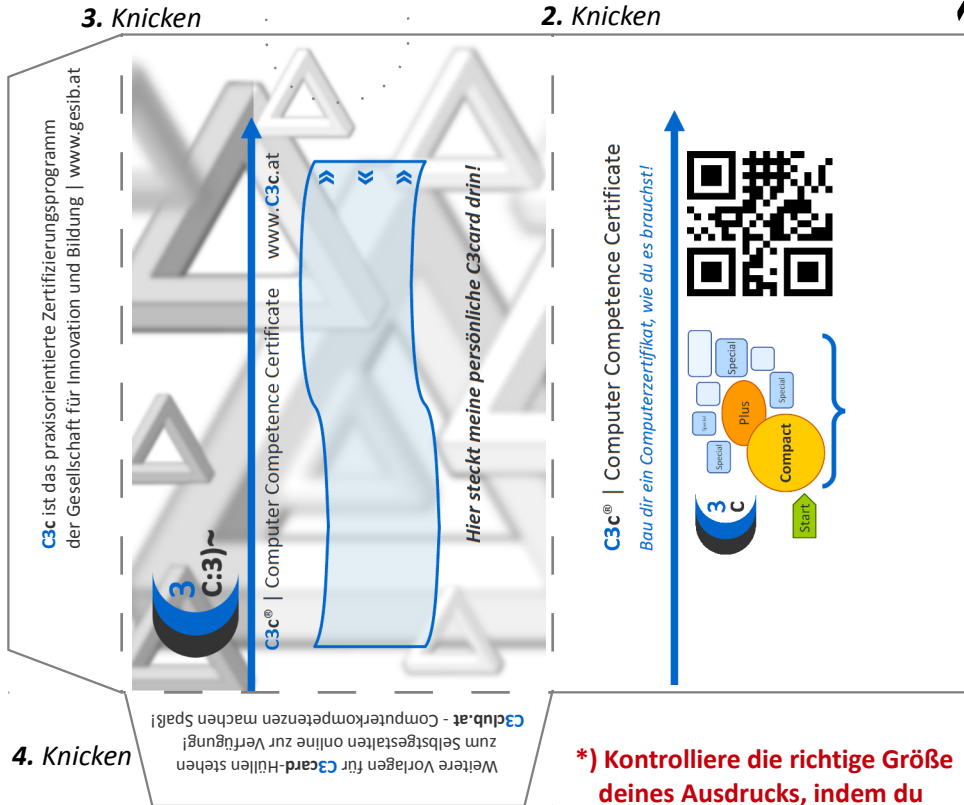 3. Knicken
2. Knicken
C3c ist das praxisorientierte Zertifizierungsprogramm
der Gesellschaft für Innovation und Bildung | www.gesib.at
3
C:3)~
C3c® | Computer Competence Certificate www.C3c.at
Hier steckt meine persönliche C3card drin!
C3c® | Computer Competence Certificate
Bau dir ein Computerzertifikat, wie du es brauchst!
3
C
Start
Compact
Plus
Special
Special
Special
Special
4. Knicken
Weitere Vorlagen für C3card-Hüllen stehen
zum Selbstgestalten online zur Verfügung!
C3club.at - Computerkompetenzen machen Spaß!
*) Kontrolliere die richtige Größe
deines Ausdrucks, indem du